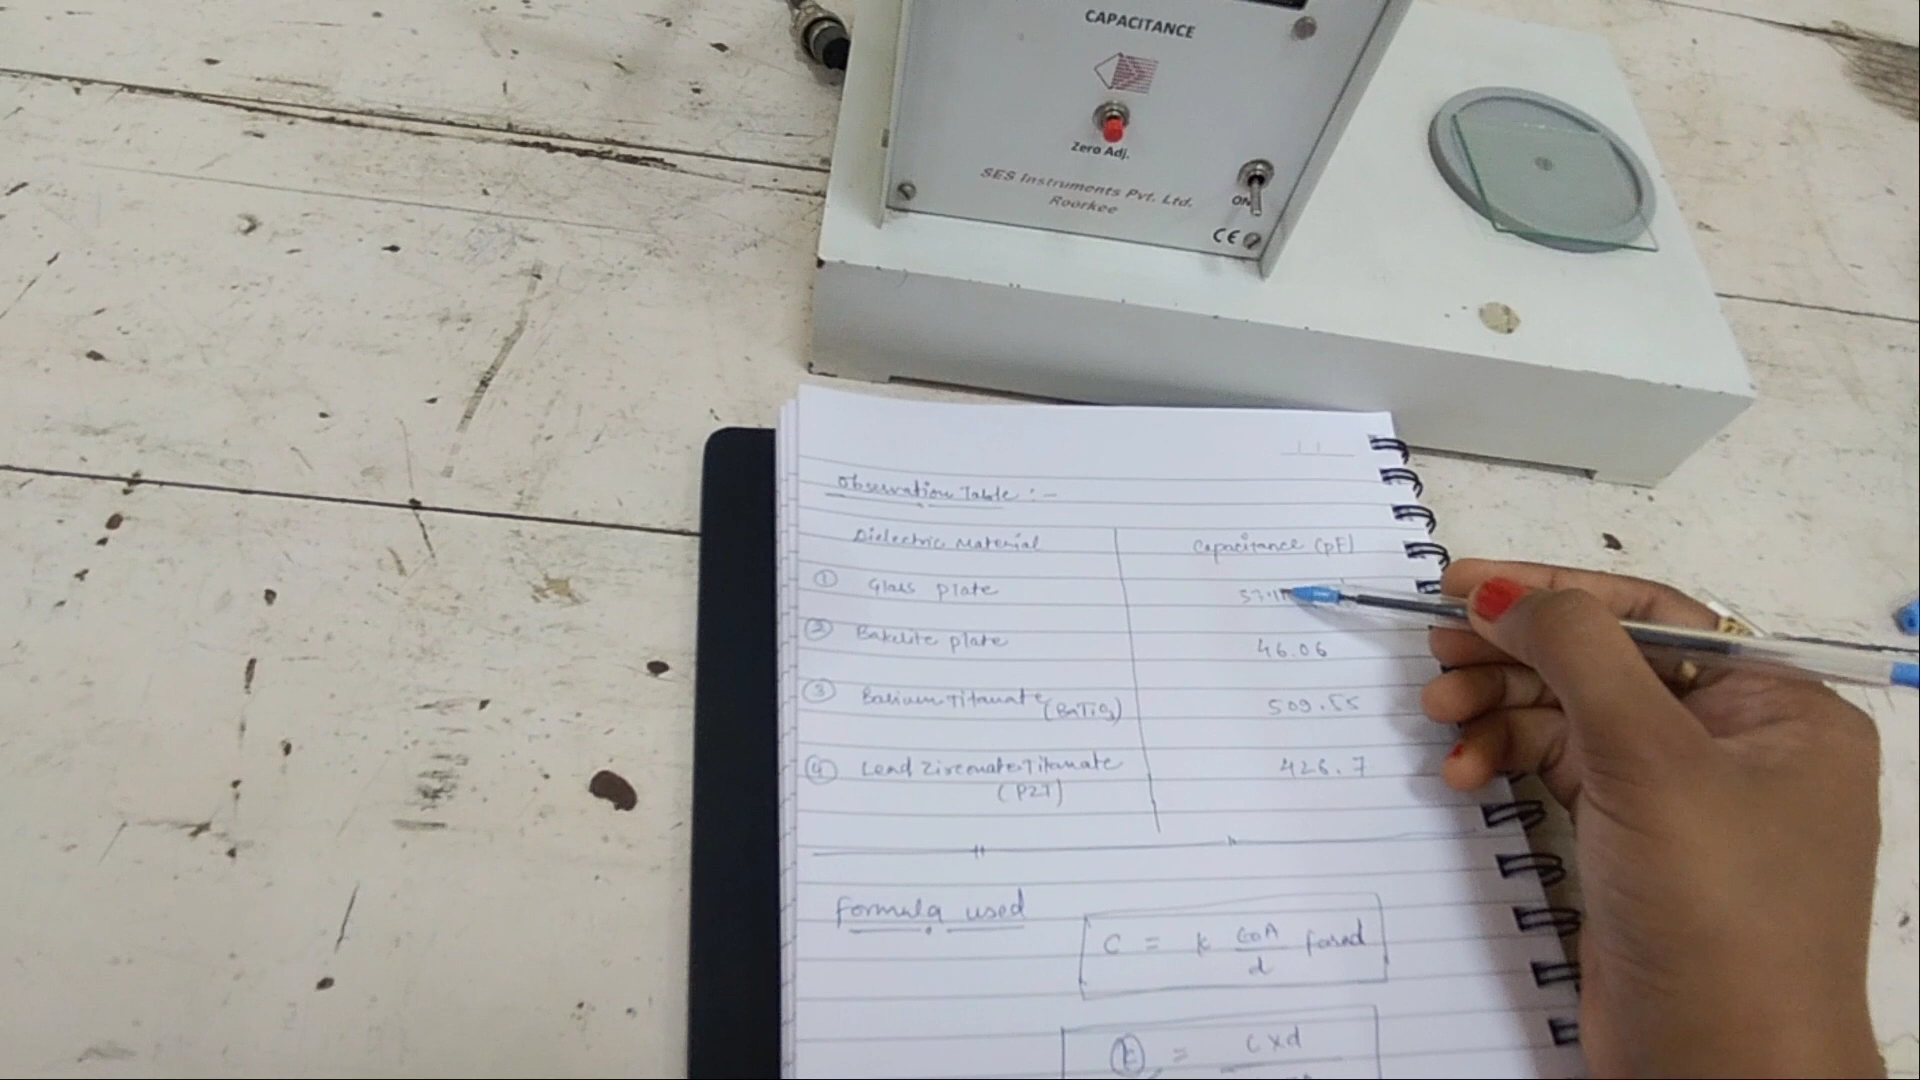 CAPACITANCE
Zero Adj.
SES Instruments Pvt. Ltd.
Roorkee
ON
CE
Observation Table :-
Dielectric Material Capacitance (pF)
① Glass plate
② Bakelite plate 46.06
③ Barium Titanate (BaTiO3) 509.55
④ Lead Zirconate Titanate 426.7
(PZT)
Formula used
C = k ϵ0A/d farad
k = Cxd